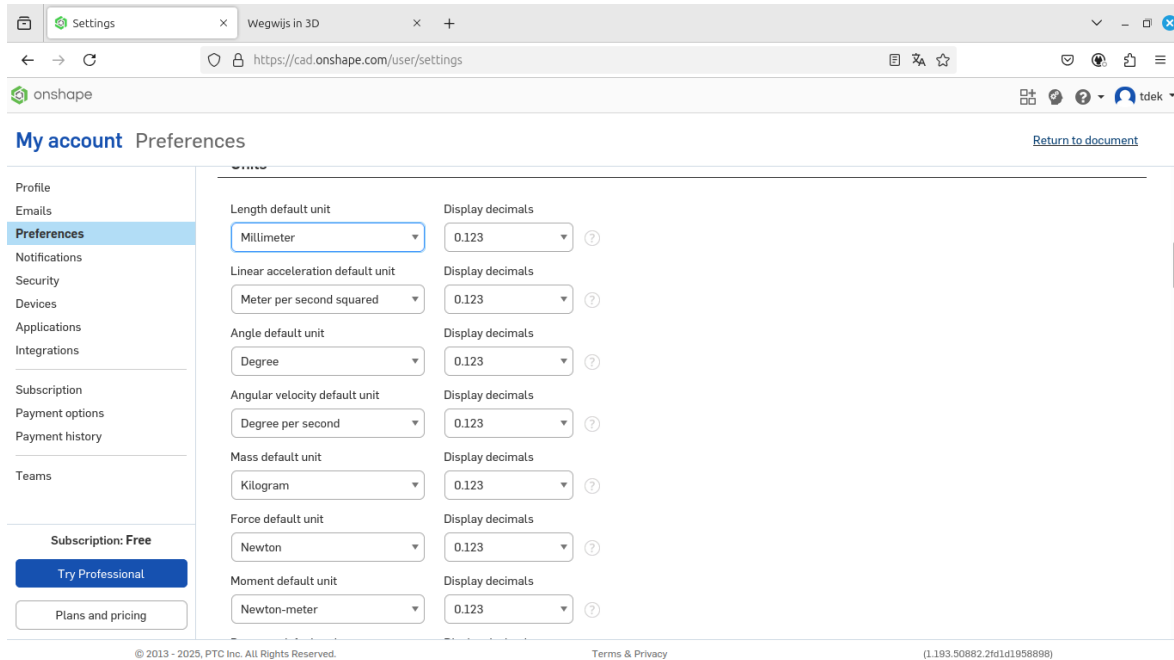 Settings
Wegwijs in 3D
https://cad.onshape.com/user/settings
onshape
tdek
My account Preferences
Return to document
Units
Profile
Emails
Preferences
Notifications
Security
Devices
Applications
Integrations
Subscription
Payment options
Payment history
Teams
Subscription: Free
Try Professional
Plans and pricing
Length default unit Display decimals
Millimeter 0.123
Linear acceleration default unit Display decimals
Meter per second squared 0.123
Angle default unit Display decimals
Degree 0.123
Angular velocity default unit Display decimals
Degree per second 0.123
Mass default unit Display decimals
Kilogram 0.123
Force default unit Display decimals
Newton 0.123
Moment default unit Display decimals
Newton-meter 0.123
© 2013 - 2025, PTC Inc. All Rights Reserved. Terms & Privacy (1.193.50882.2fd1d1958898)